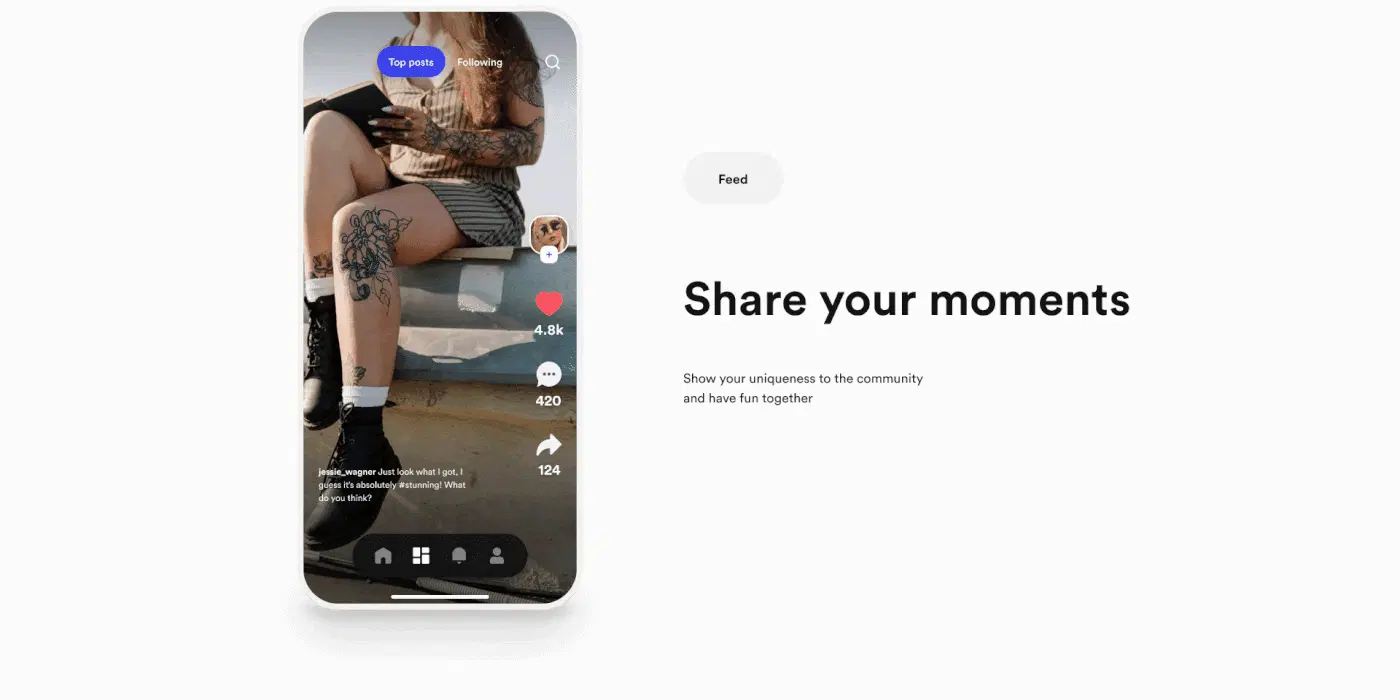 Top posts Following
4.8k
420
124
jessie_wagner Just look what I got, I
guess it's absolutely #stunning! What
do you think?
Feed
Share your moments
Show your uniqueness to the community
and have fun together